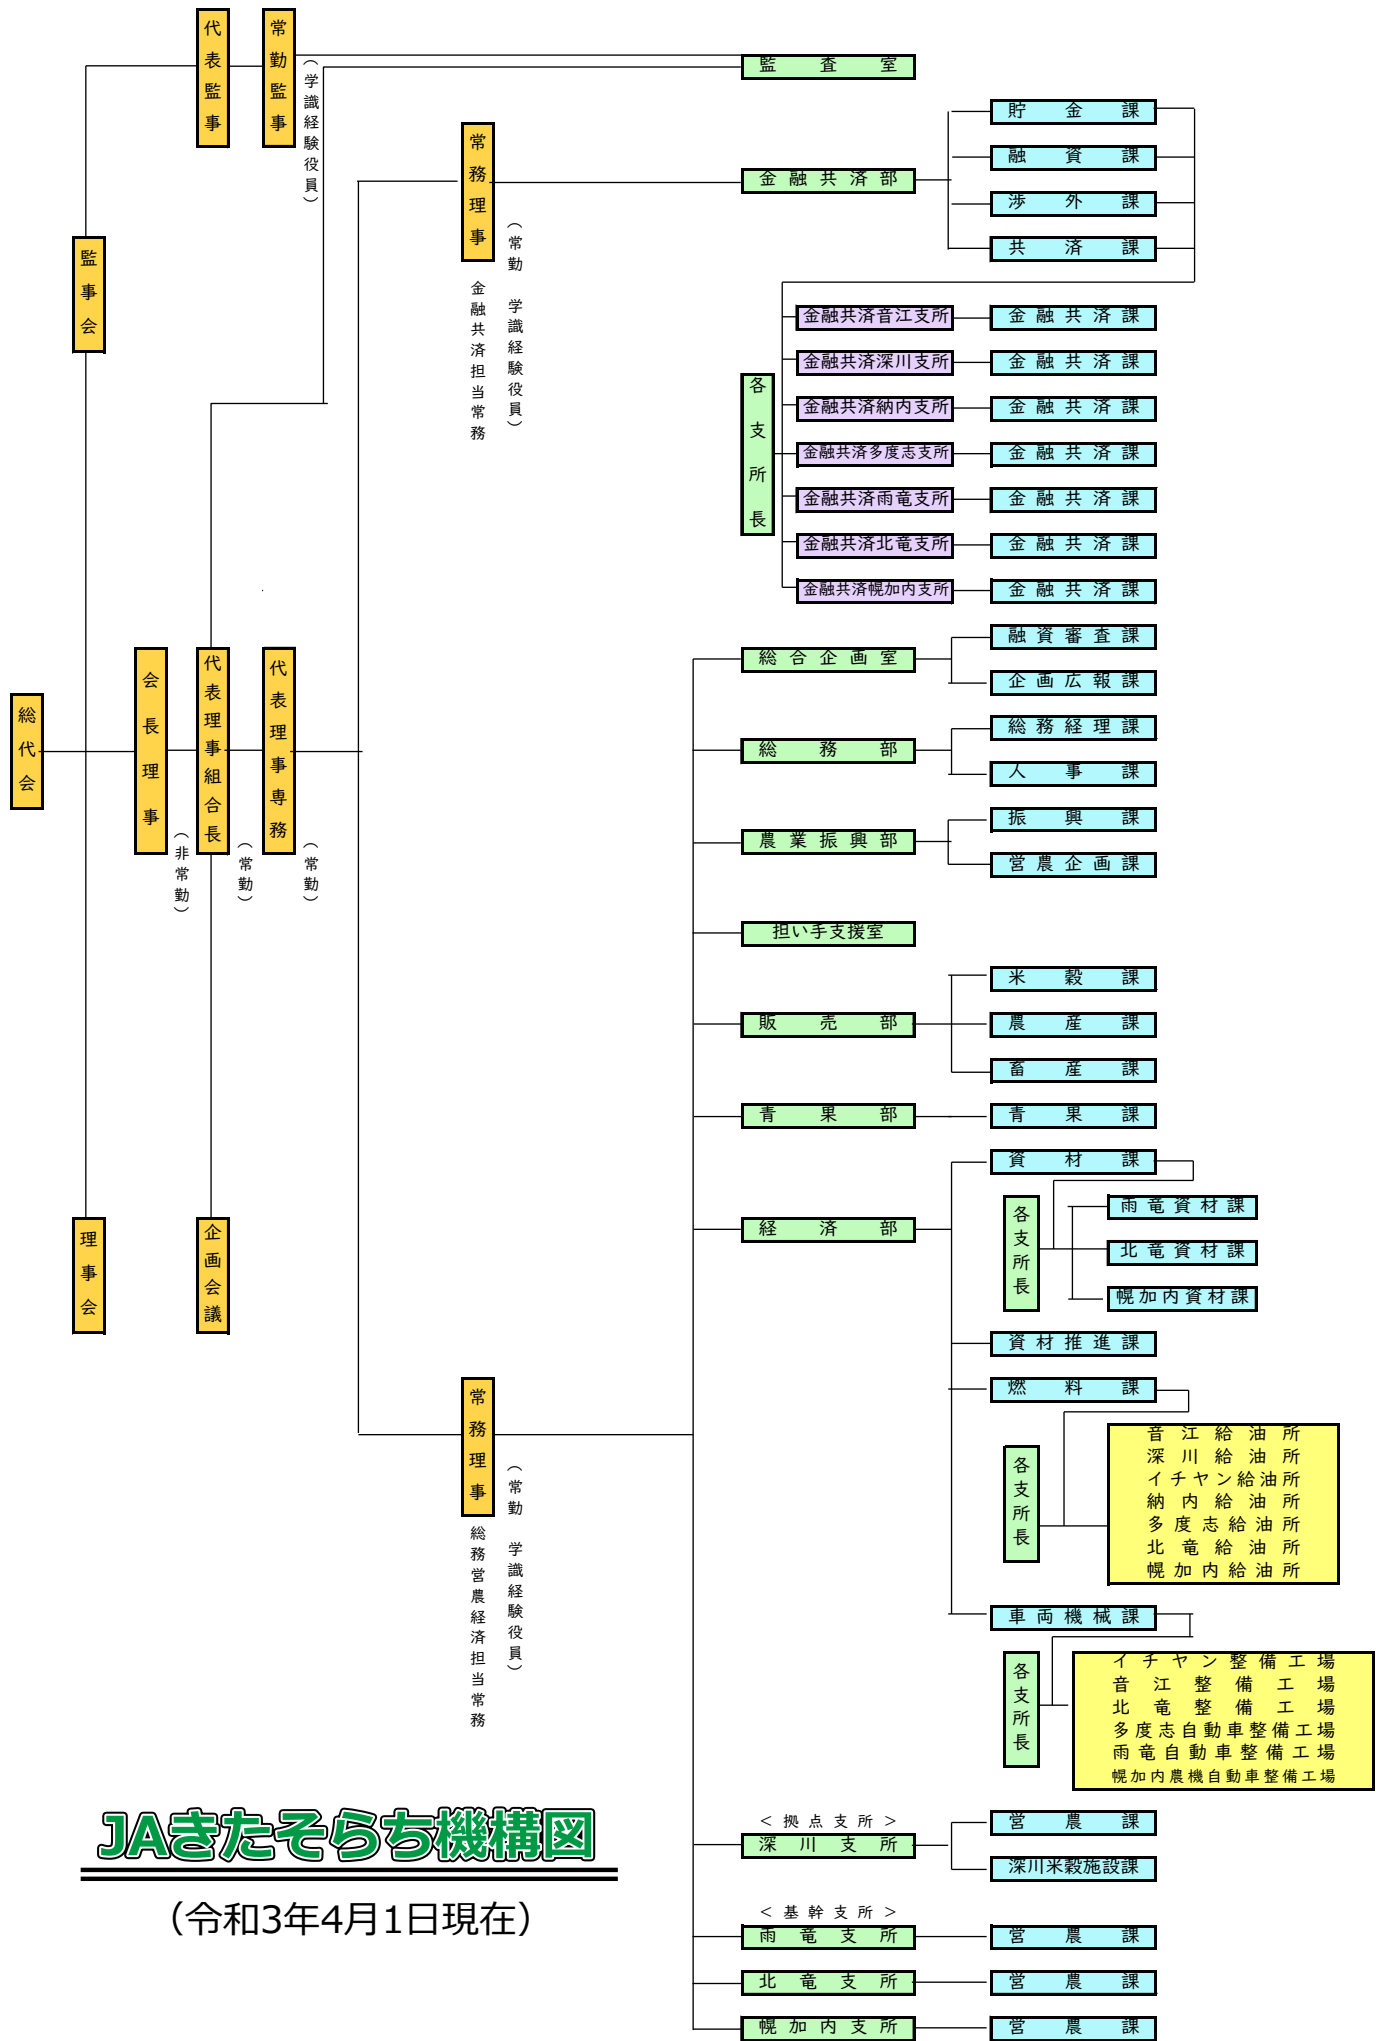 代表監事
常勤監事
（学識経験役員）
監査室
貯金課
融資課
渉外課
共済課
常務理事
（常勤　学識経験役員）
金融共済担当常務
金融共済部
監事会
各支所長
金融共済音江支所
金融共済課
金融共済深川支所
金融共済課
金融共済納内支所
金融共済課
金融共済多度志支所
金融共済課
金融共済雨竜支所
金融共済課
金融共済北竜支所
金融共済課
金融共済幌加内支所
金融共済課
総代会
会長理事
（非常勤）
代表理事組合長
（常勤）
代表理事専務
（常勤）
総合企画室
融資審査課
企画広報課
総務部
総務経理課
人事課
農業振興部
振興課
営農企画課
担い手支援室
販売部
米穀課
農産課
畜産課
青果部
青果課
理事会
企画会議
経済部
資材課
各支所長
雨竜資材課
北竜資材課
幌加内資材課
資材推進課
燃料課
常務理事
（常勤　学識経験役員）
総務営農経済担当常務
各支所長
音江給油所
深川給油所
イチヤン給油所
納内給油所
多度志給油所
北竜給油所
幌加内給油所
車両機械課
各支所長
イチヤン整備工場
音江整備工場
北竜整備工場
多度志自動車整備工場
雨竜自動車整備工場
幌加内農機自動車整備工場
＜拠点支所＞
深川支所
営農課
深川米穀施設課
＜基幹支所＞
雨竜支所
営農課
北竜支所
営農課
幌加内支所
営農課
JAきたそらち機構図
（令和3年4月1日現在）